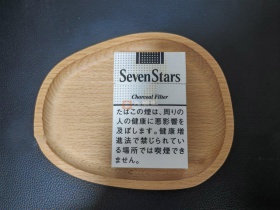 SevenStars
Charcoal Filter
たばこの煙は、周りの
人の健康に悪影響を
及ぼします。健康増
進法で禁じられてい
る場所では喫煙でき
ません。